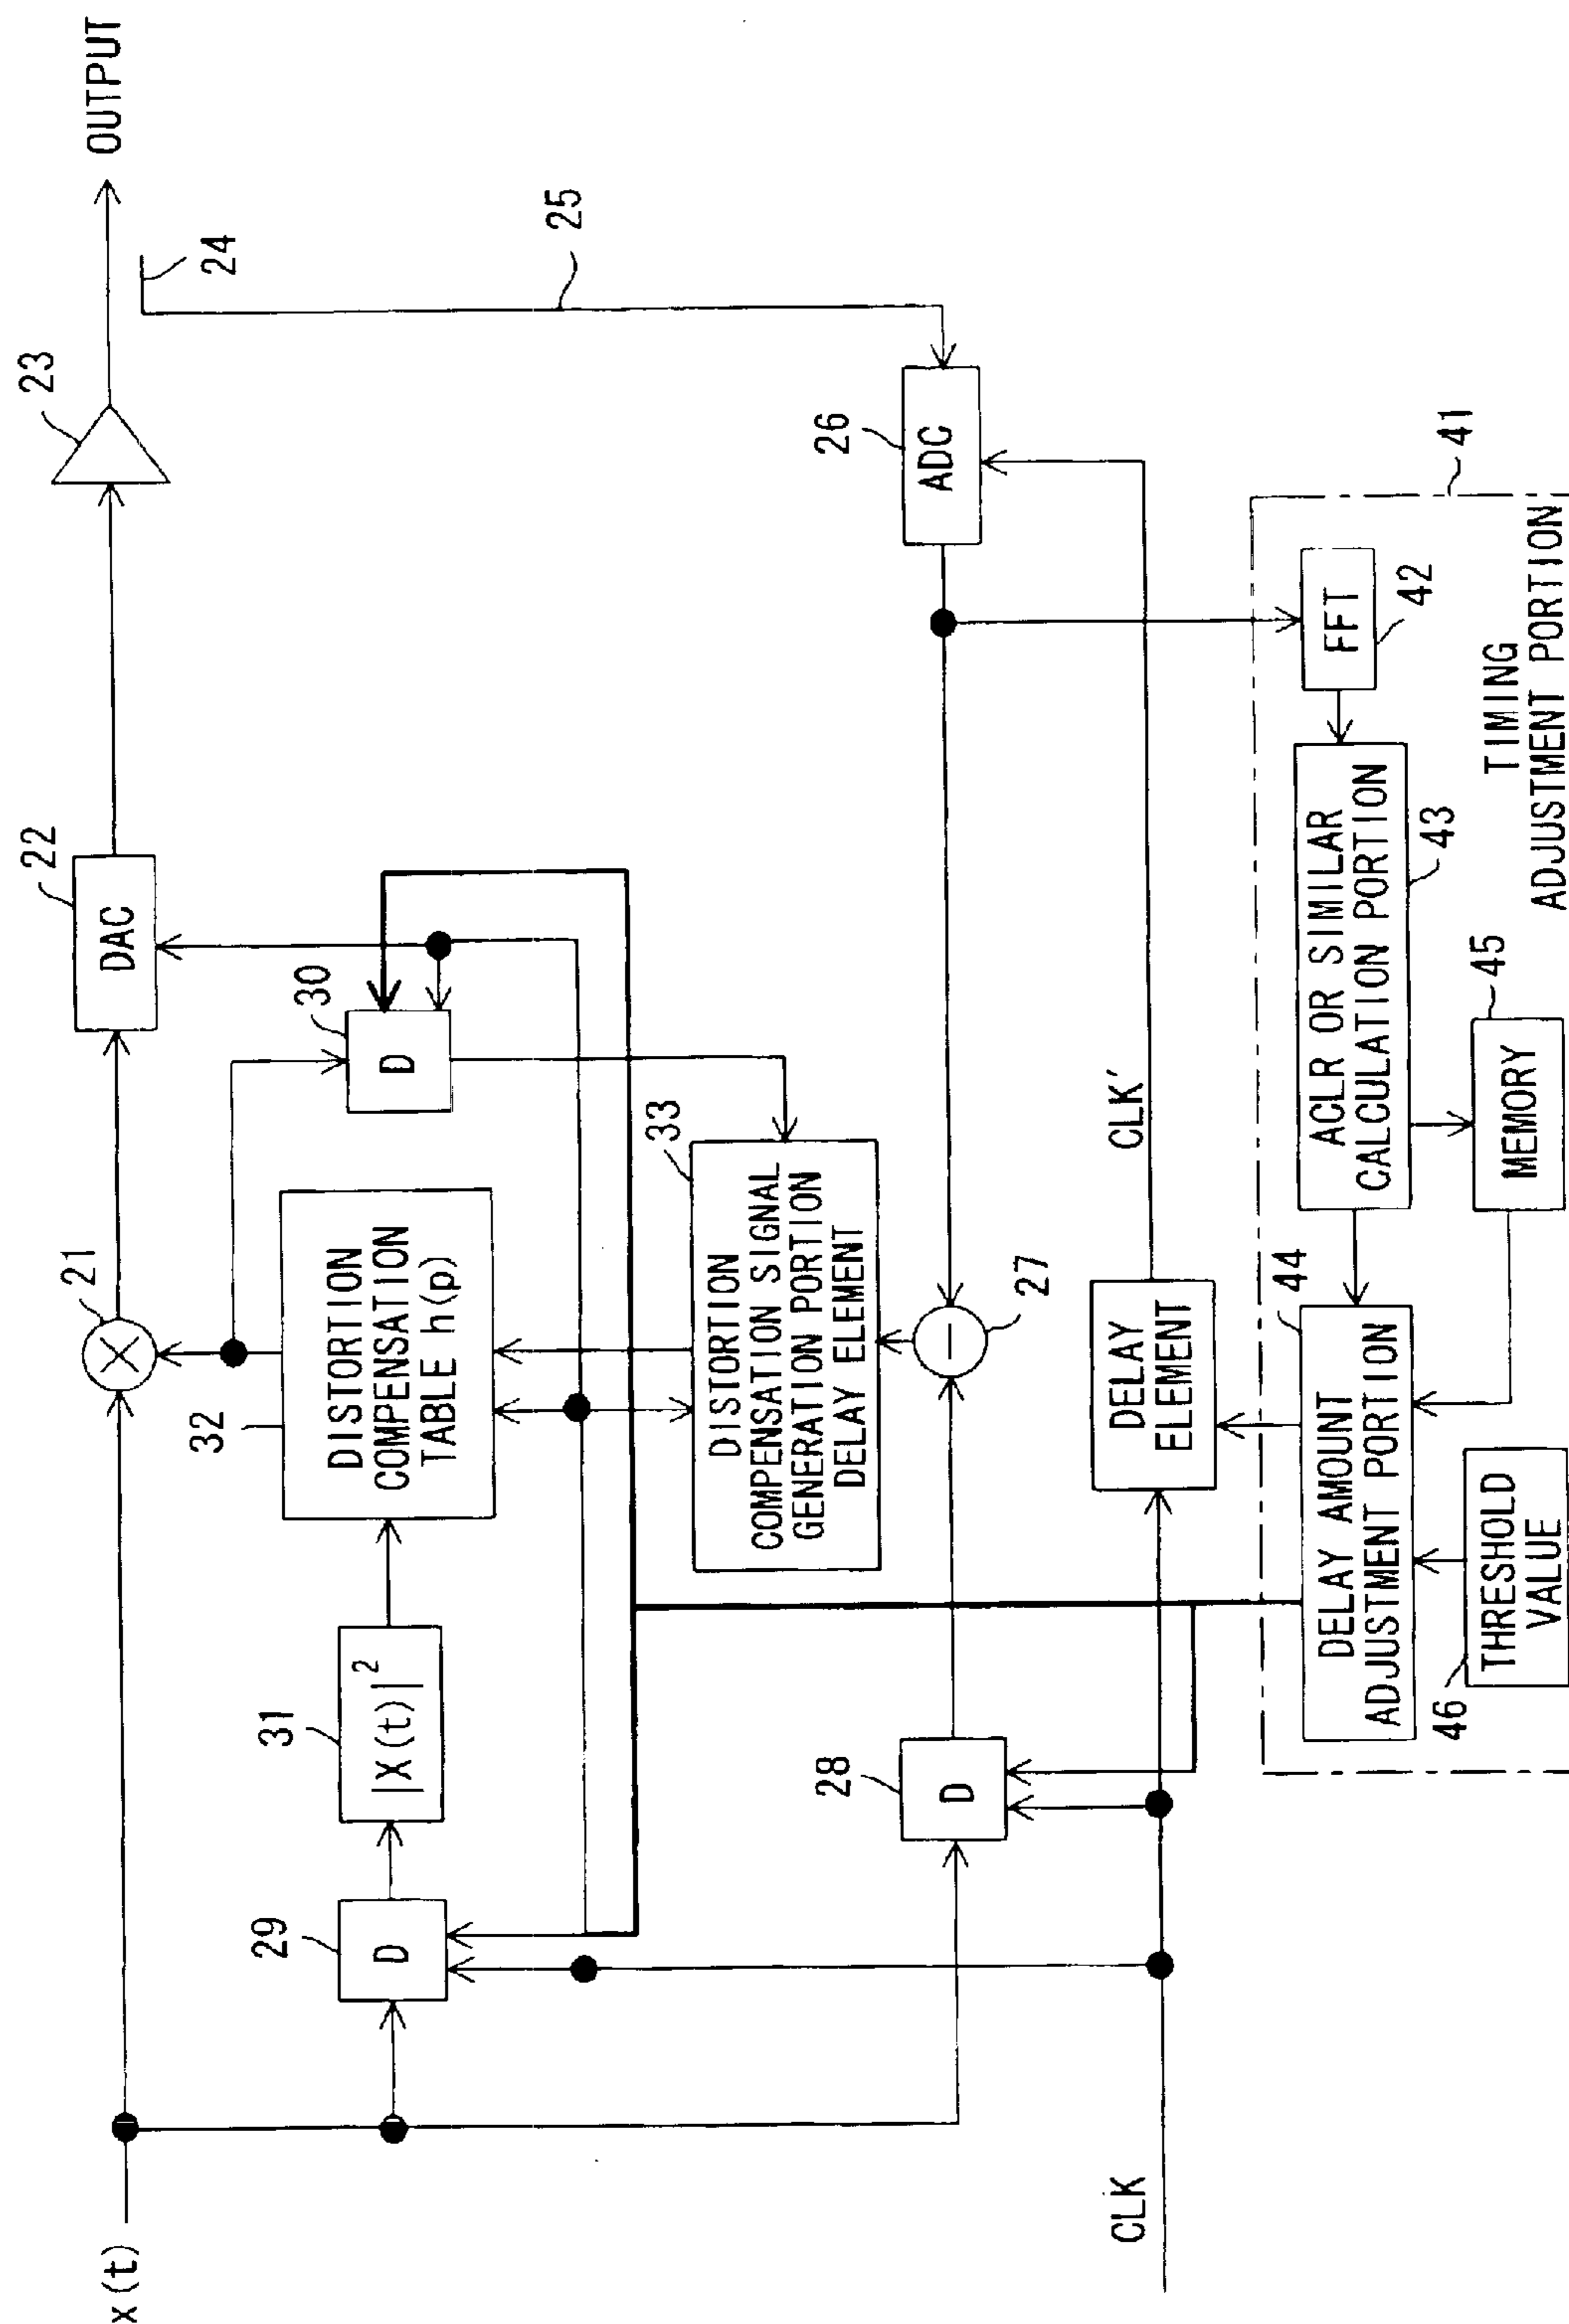 x(t)
21
22
DAC
23
OUTPUT
24
25
29
D
31
|X(t)|²
32
DISTORTION
COMPENSATION
TABLE h(p)
30
D
33
DISTORTION
COMPENSATION SIGNAL
GENERATION PORTION
DELAY ELEMENT
28
D
27
26
ADC
CLK
DELAY
ELEMENT
CLK'
41
44
DELAY AMOUNT
ADJUSTMENT PORTION
ACLR OR SIMILAR
CALCULATION PORTION
43
FFT
42
46
THRESHOLD
VALUE
MEMORY
45
TIMING
ADJUSTMENT PORTION